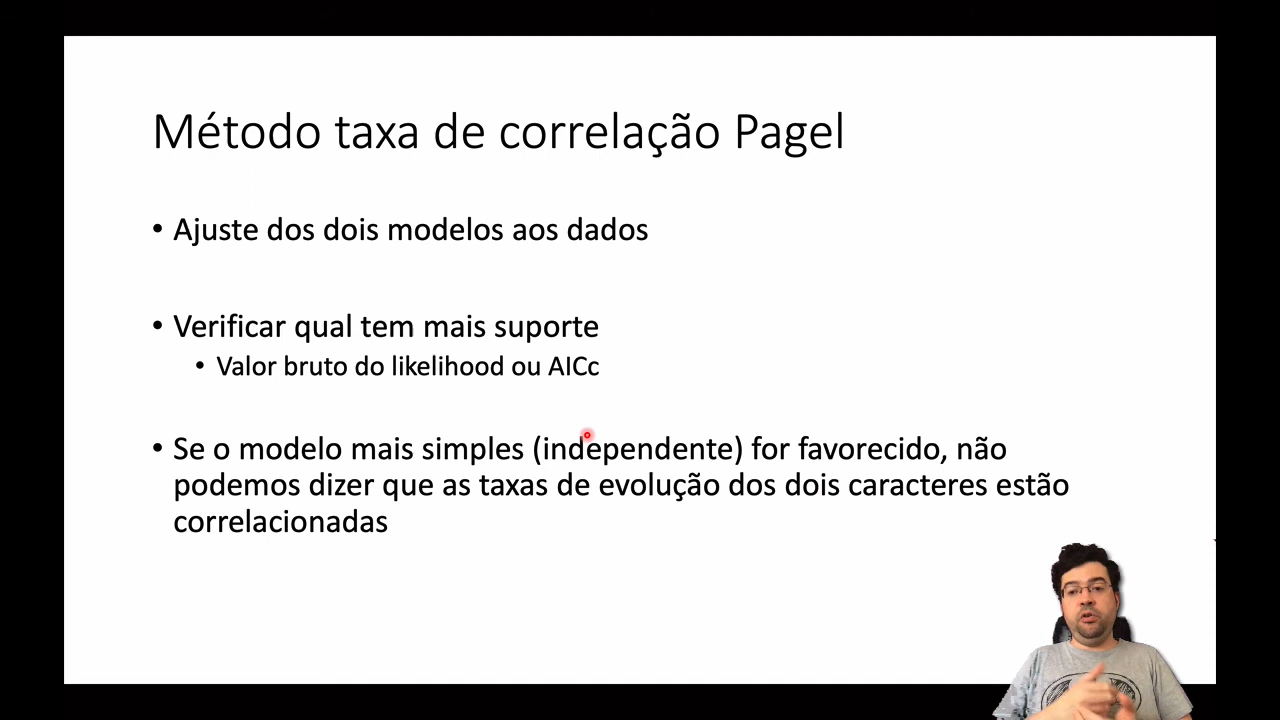 Método taxa de correlação Pagel
• Ajuste dos dois modelos aos dados
• Verificar qual tem mais suporte
• Valor bruto do likelihood ou AICc
• Se o modelo mais simples (independente) for favorecido, não
podemos dizer que as taxas de evolução dos dois caracteres estão
correlacionadas